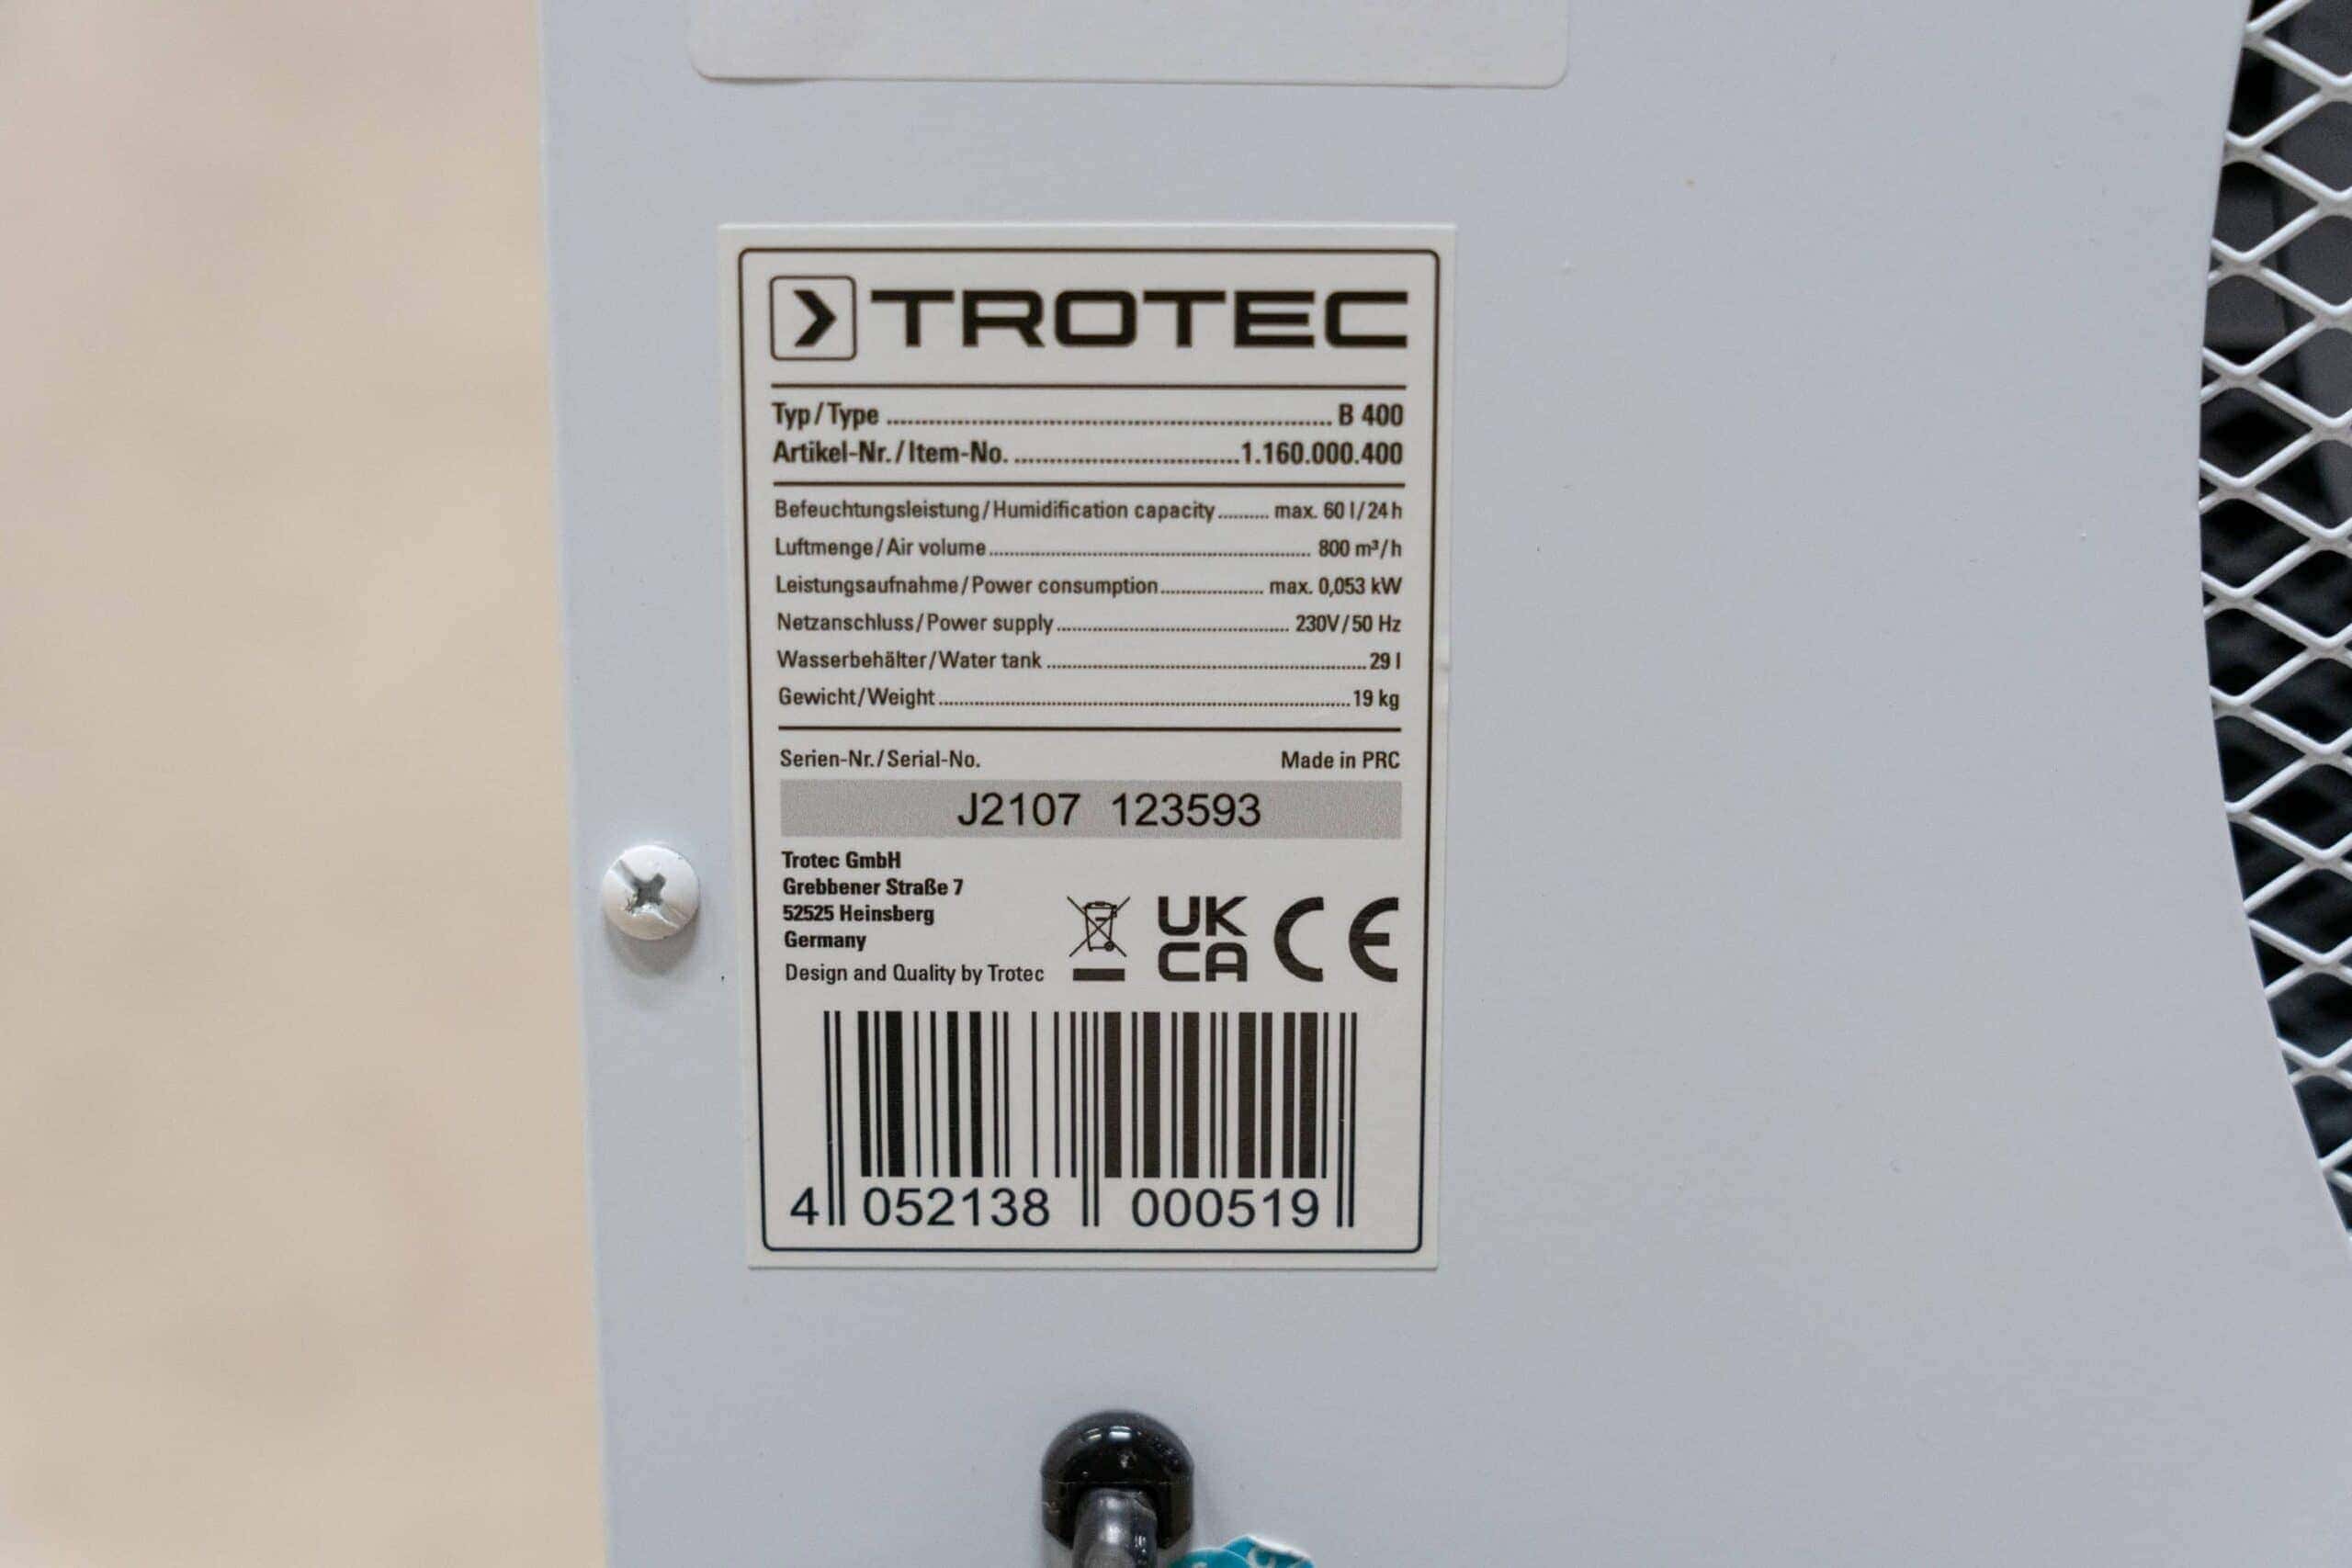 TROTEC
Typ/Type .......... B 400
Artikel-Nr./Item-No. .......... 1.160.000.400
Befeuchtungsleistung/Humidification capacity .......... max. 60 l/24 h
Luftmenge/Air volume .......... 800 m³/h
Leistungsaufnahme/Power consumption .......... max. 0,053 kW
Netzanschluss/Power supply .......... 230V/50 Hz
Wasserbehälter/Water tank .......... 29 l
Gewicht/Weight .......... 19 kg
Serien-Nr./Serial-No. Made in PRC
J2107 123593
Trotec GmbH
Grebbener Straße 7
52525 Heinsberg
Germany
Design and Quality by Trotec
UK
CA
CE
4 052138 000519